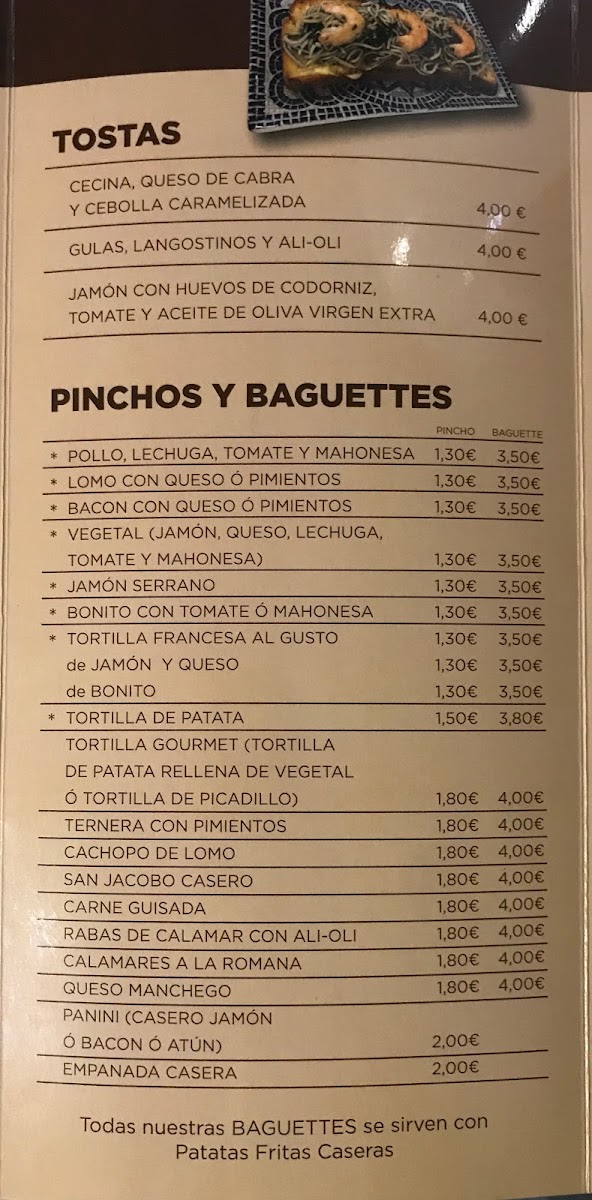 TOSTAS
CECINA, QUESO DE CABRA
Y CEBOLLA CARAMELIZADA 4,00 €
GULAS, LANGOSTINOS Y ALI-OLI 4,00 €
JAMÓN CON HUEVOS DE CODORNIZ,
TOMATE Y ACEITE DE OLIVA VIRGEN EXTRA 4,00 €
PINCHOS Y BAGUETTES
PINCHO BAGUETTE
* POLLO, LECHUGA, TOMATE Y MAHONESA 1,30€ 3,50€
* LOMO CON QUESO Ó PIMIENTOS 1,30€ 3,50€
* BACON CON QUESO Ó PIMIENTOS 1,30€ 3,50€
* VEGETAL (JAMÓN, QUESO, LECHUGA,
TOMATE Y MAHONESA) 1,30€ 3,50€
* JAMÓN SERRANO 1,30€ 3,50€
* BONITO CON TOMATE Ó MAHONESA 1,30€ 3,50€
* TORTILLA FRANCESA AL GUSTO 1,30€ 3,50€
de JAMÓN Y QUESO 1,30€ 3,50€
de BONITO 1,30€ 3,50€
* TORTILLA DE PATATA 1,50€ 3,80€
TORTILLA GOURMET (TORTILLA
DE PATATA RELLENA DE VEGETAL
Ó TORTILLA DE PICADILLO) 1,80€ 4,00€
TERNERA CON PIMIENTOS 1,80€ 4,00€
CACHOPO DE LOMO 1,80€ 4,00€
SAN JACOBO CASERO 1,80€ 4,00€
CARNE GUISADA 1,80€ 4,00€
RABAS DE CALAMAR CON ALI-OLI 1,80€ 4,00€
CALAMARES A LA ROMANA 1,80€ 4,00€
QUESO MANCHEGO 1,80€ 4,00€
PANINI (CASERO JAMÓN
Ó BACON Ó ATÚN) 2,00€
EMPANADA CASERA 2,00€
Todas nuestras BAGUETTES se sirven con
Patatas Fritas Caseras